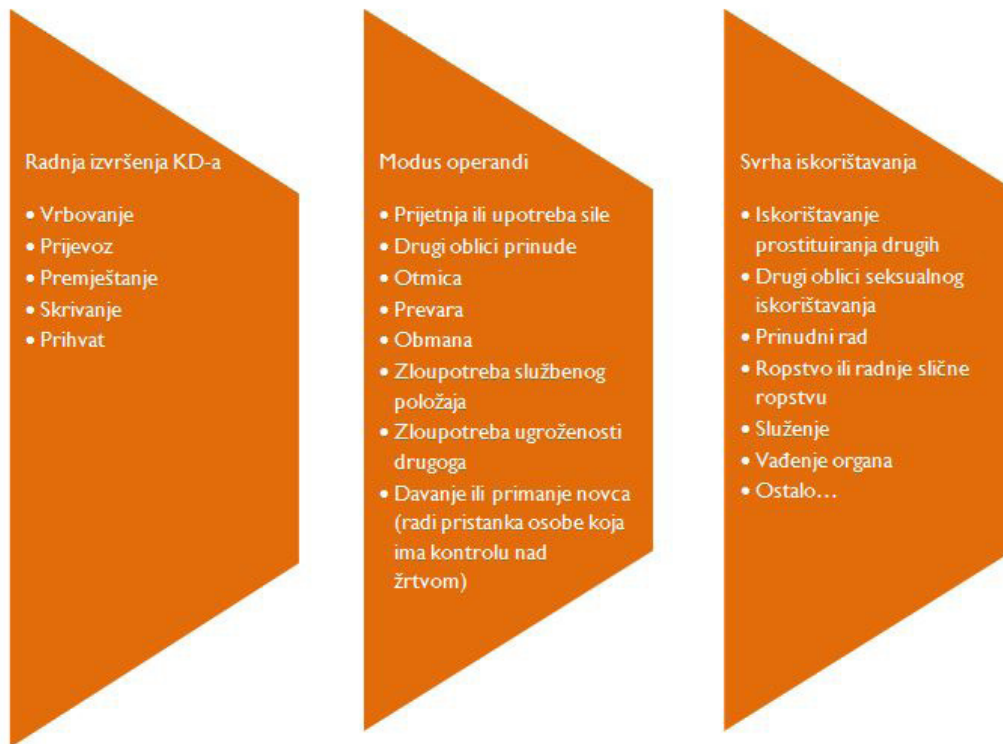 Radnja izvršenja KD-a
• Vrbovanje
• Prijevoz
• Premještanje
• Skrivanje
• Prihvat
Modus operandi
• Prijetnja ili upotreba sile
• Drugi oblici prinude
• Otmica
• Prevara
• Obmana
• Zloupotreba službenog
položaja
• Zloupotreba ugroženosti
drugoga
• Davanje ili primanje novca
(radi pristanka osobe koja
ima kontrolu nad
žrtvom)
Svrha iskorištavanja
• Iskorištavanje
prostituiranja drugih
• Drugi oblici seksualnog
iskorištavanja
• Prinudni rad
• Ropstvo ili radnje slične
ropstvu
• Služenje
• Vađenje organa
• Ostalo…